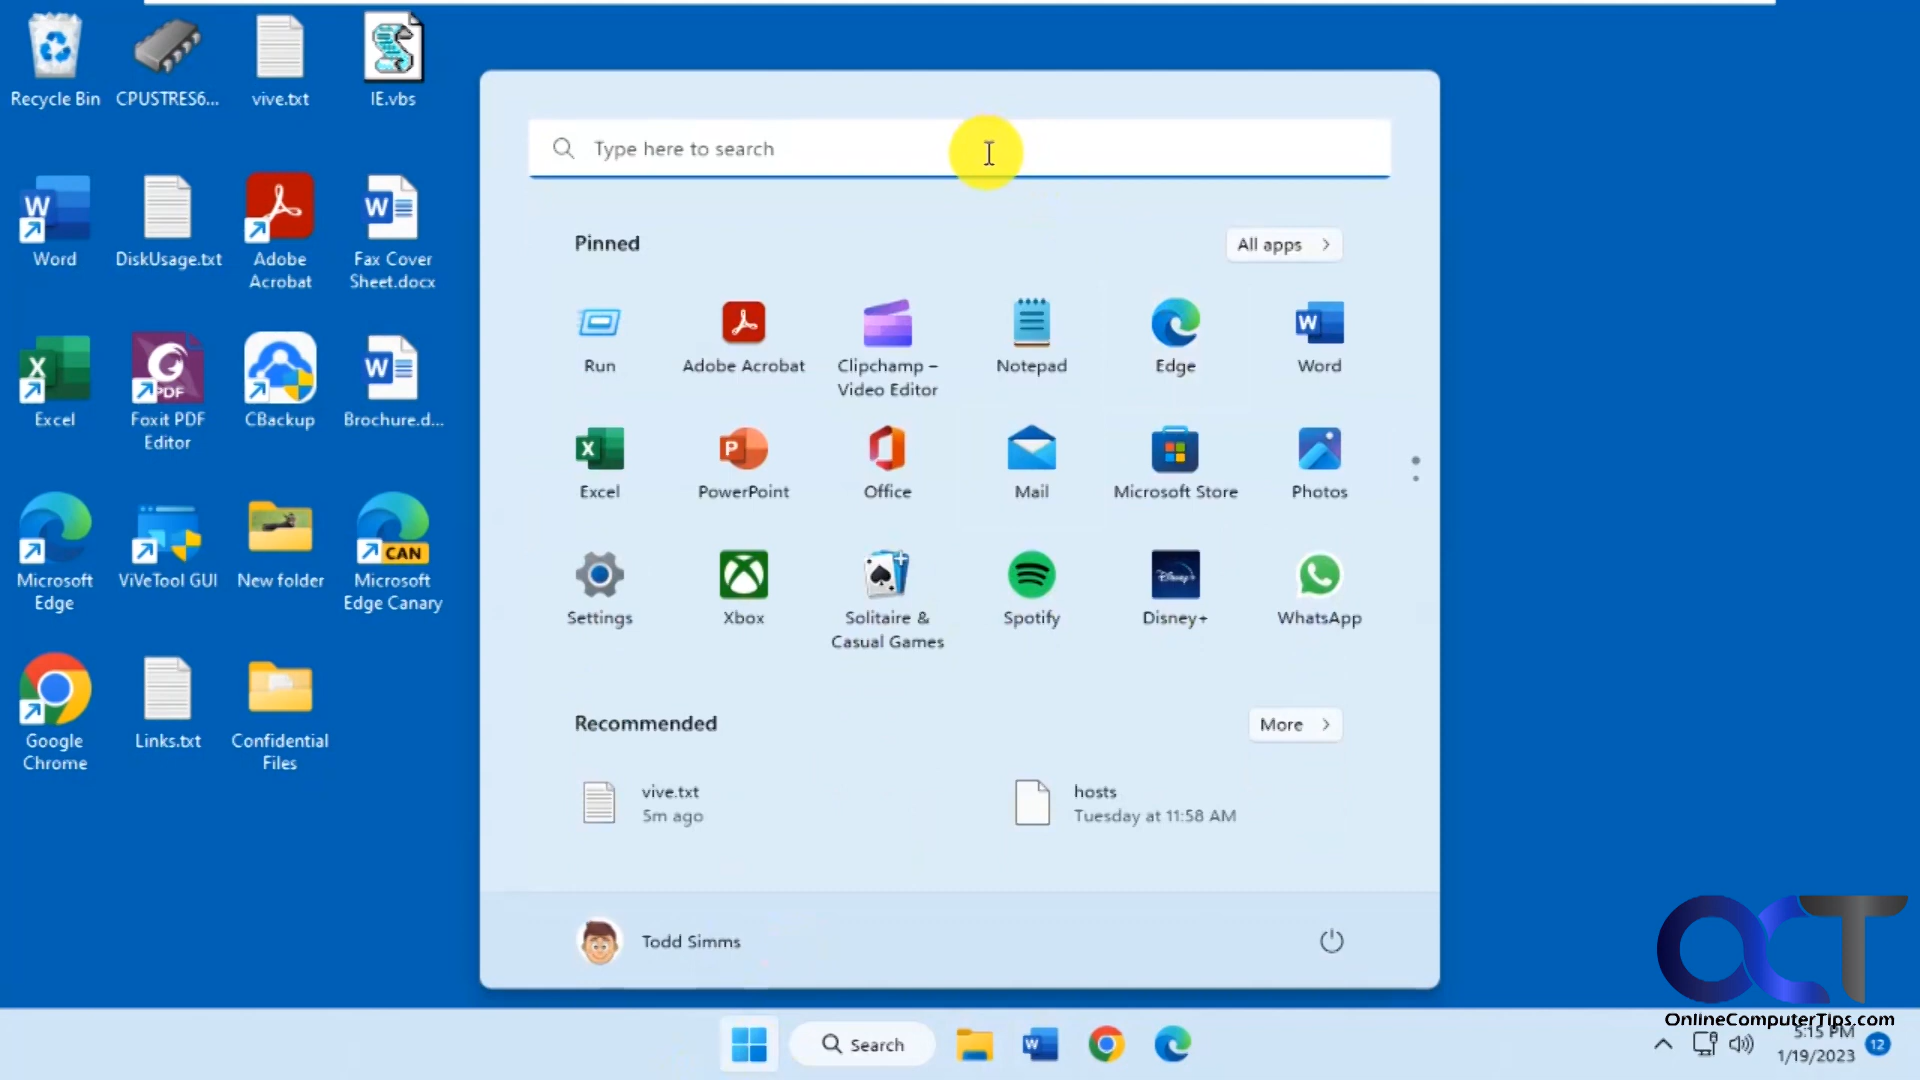 Recycle Bin
CPUSTRES6...
vive.txt
IE.vbs
Word
DiskUsage.txt
Adobe
Acrobat
Fax Cover
Sheet.docx
Excel
Foxit PDF
Editor
CBackup
Brochure.d...
Microsoft
Edge
ViVeTool GUI
New folder
CAN
Microsoft
Edge Canary
Google
Chrome
Links.txt
Confidential
Files
Type here to search
Pinned
All apps
Run
Adobe Acrobat
Clipchamp –
Video Editor
Notepad
Edge
Word
Excel
PowerPoint
Office
Mail
Microsoft Store
Photos
Settings
Xbox
Solitaire &
Casual Games
Spotify
Disney+
WhatsApp
Recommended
More
vive.txt
5m ago
hosts
Tuesday at 11:58 AM
Todd Simms
OCT
OnlineComputerTips.com
Search
5:15 PM
1/19/2023
12